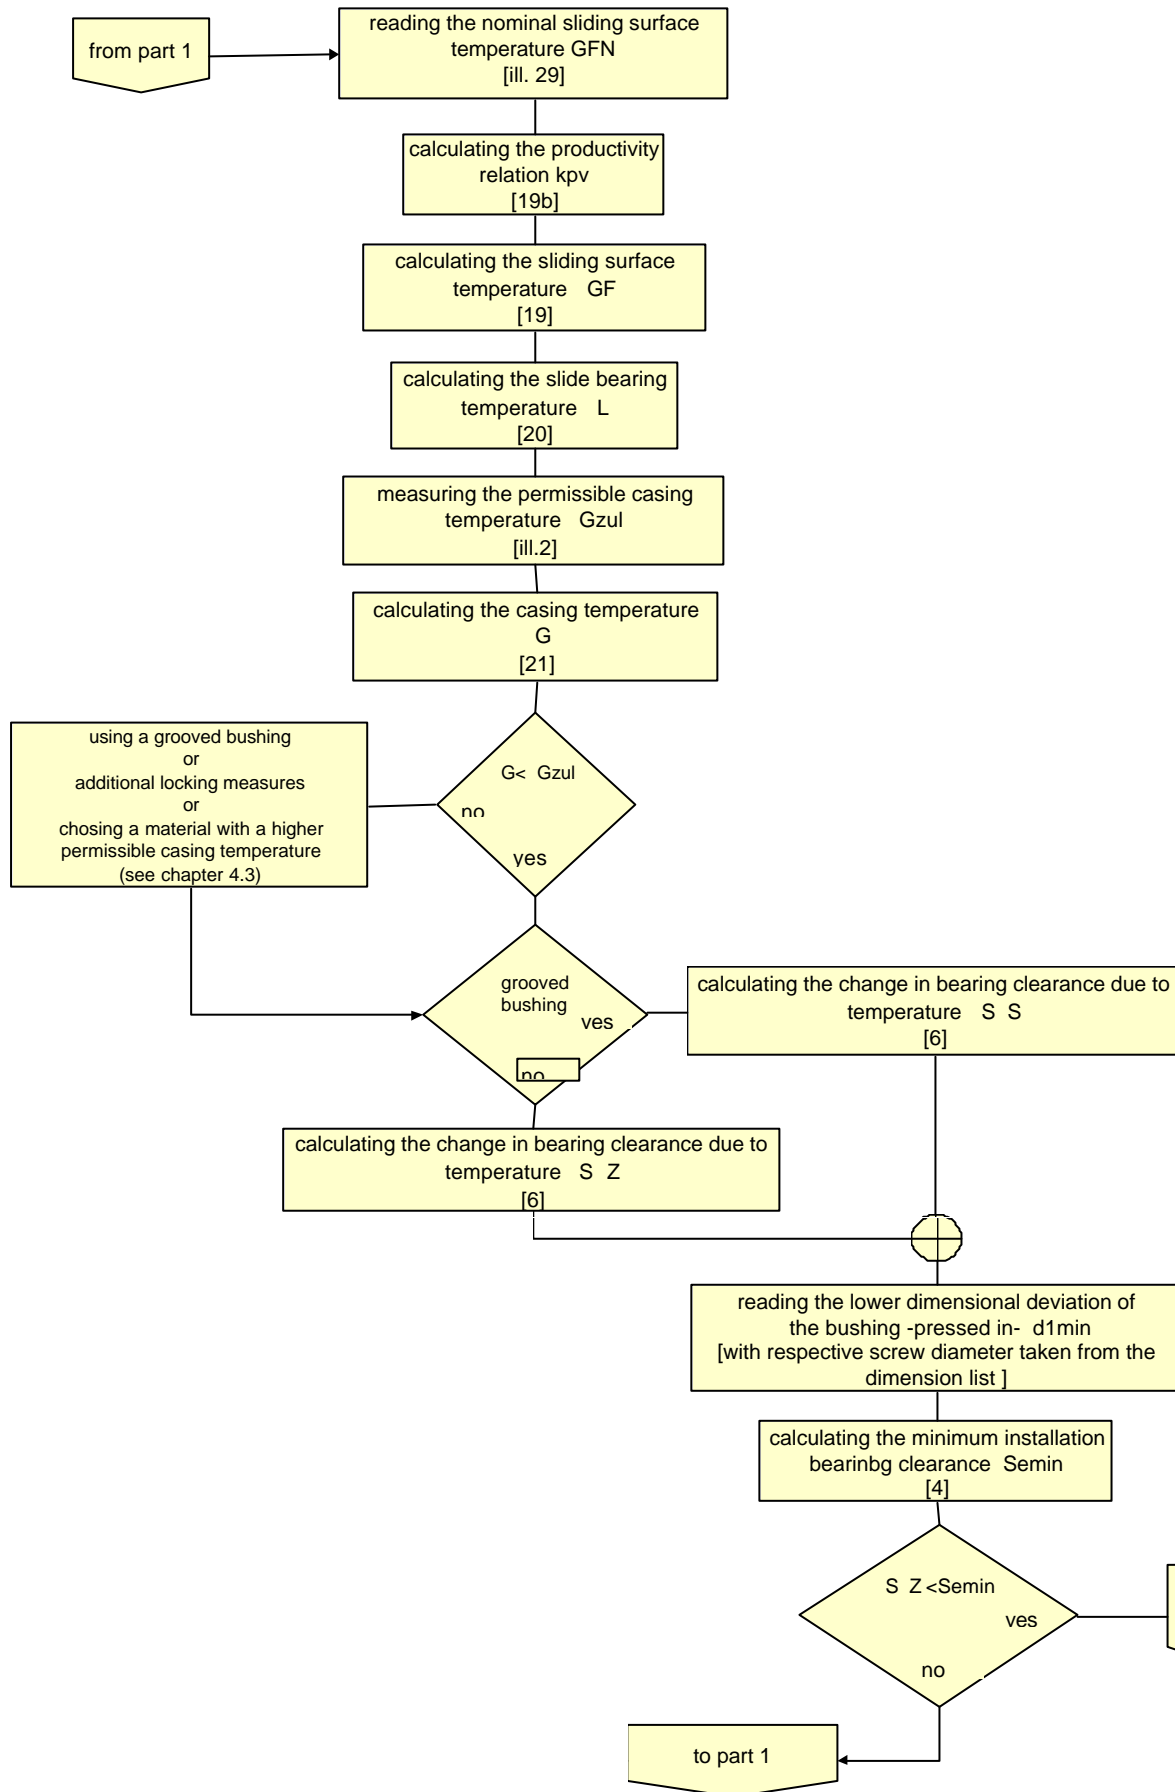 from part 1
reading the nominal sliding surface
temperature GFN
[ill. 29]
calculating the productivity
relation kpv
[19b]
calculating the sliding surface
temperature GF
[19]
calculating the slide bearing
temperature L
[20]
measuring the permissible casing
temperature Gzul
[ill.2]
calculating the casing temperature
G
[21]
G< Gzul
no
yes
using a grooved bushing
or
additional locking measures
or
chosing a material with a higher
permissible casing temperature
(see chapter 4.3)
grooved
bushing
yes
no
calculating the change in bearing clearance due to
temperature S S
[6]
calculating the change in bearing clearance due to
temperature S Z
[6]
reading the lower dimensional deviation of
the bushing -pressed in- d1min
[with respective screw diameter taken from the
dimension list ]
calculating the minimum installation
bearinbg clearance Semin
[4]
S Z <Semin
yes
no
to part 1